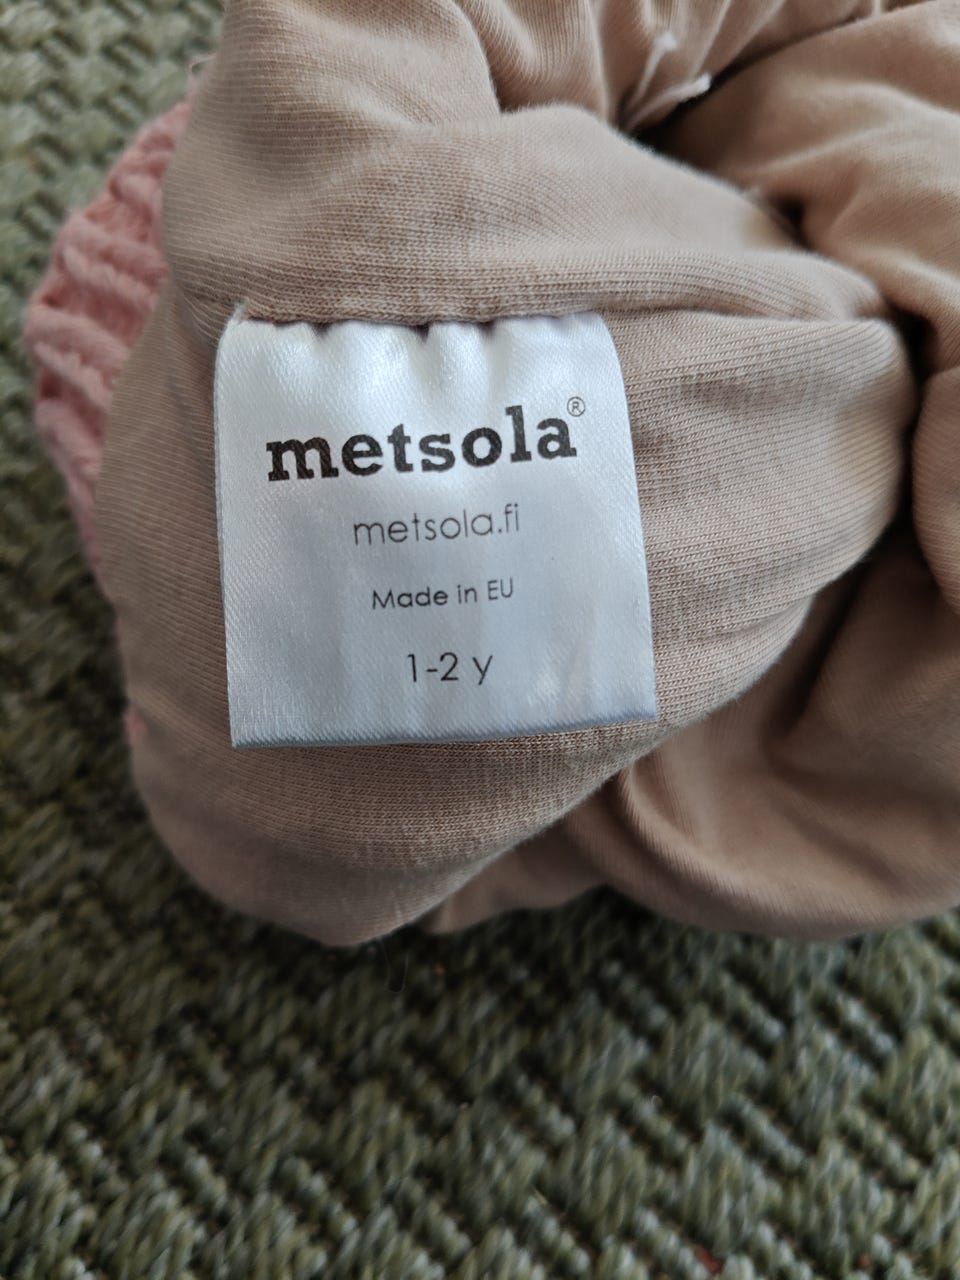 metsola®
metsola.fi
Made in EU
1-2 y